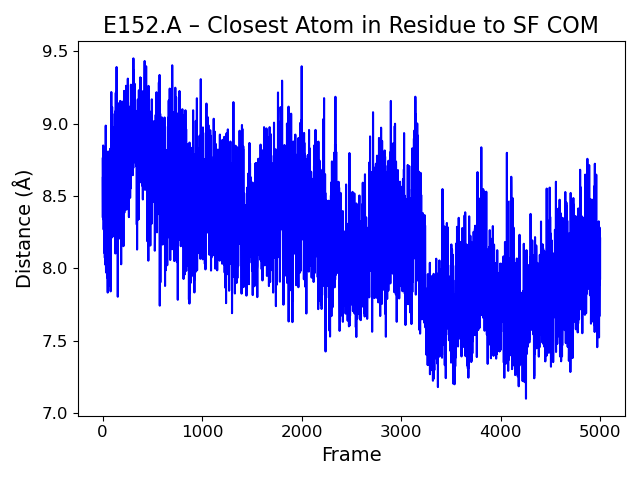 E152.A – Closest Atom in Residue to SF COM
9.5
9.0
8.5
8.0
7.5
7.0
Distance (Å)
0 1000 2000 3000 4000 5000
Frame